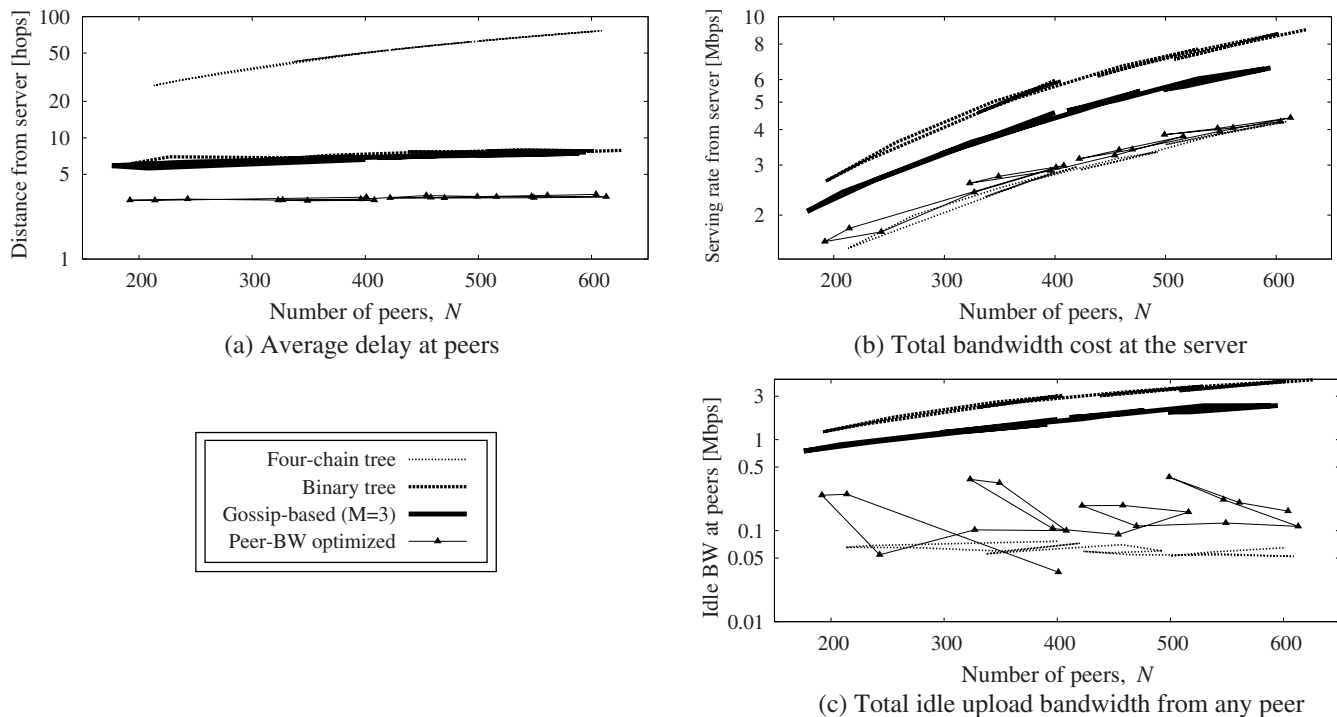 100
50
20
10
5
2
1
Distance from server [hops]
200 300 400 500 600
Number of peers, N
(a) Average delay at peers
10
8
6
5
4
3
2
Serving rate from server [Mbps]
200 300 400 500 600
Number of peers, N
(b) Total bandwidth cost at the server
Four-chain tree
Binary tree
Gossip-based (M=3)
Peer-BW optimized
3
1
0.5
0.1
0.05
0.01
Idle BW at peers [Mbps]
200 300 400 500 600
Number of peers, N
(c) Total idle upload bandwidth from any peer